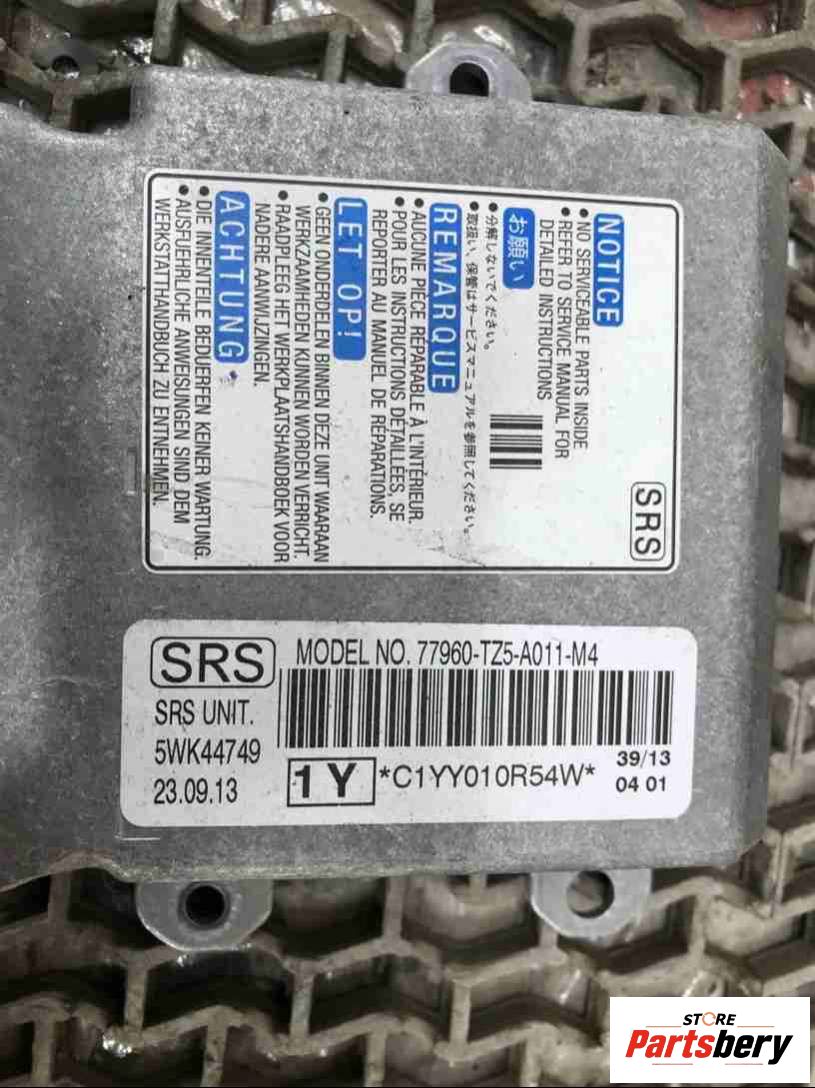 NOTICE
• NO SERVICEABLE PARTS INSIDE
• REFER TO SERVICE MANUAL FOR
DETAILED INSTRUCTIONS
お願い
• 分解しないでください。
• 取扱い、保管はサービスマニュアルを参照してください。
REMARQUE
• AUCUNE PIEÇE RÉPARABLE À L'INTÉRIEUR.
• POUR LES INSTRUCTIONS DÉTAILLÉES, SE
REPORTER AU MANUEL DE RÉPARATIONS.
LET OP!
• GEEN ONDERDELEN BINNEN DEZE UNIT WAARAAN
WERKZAAMHEDEN KUNNEN WORDEN VERRICHT.
• RAADPLEEG HET WERKPLAATSHANDBOEK VOOR
NADERE AANWIJZINGEN.
ACHTUNG
• DIE INNENTEILE BEDUERFEN KEINER WARTUNG.
• AUSFUEHRLICHE ANWEISUNGEN SIND DEM
WERKSTATTHANDBUCH ZU ENTNEHMEN.
SRS
SRS
MODEL NO. 77960-TZ5-A011-M4
SRS UNIT.
5WK44749
23.09.13
1 Y
*C1YY010R54W*
39/13
04 01
STORE
Partsbery